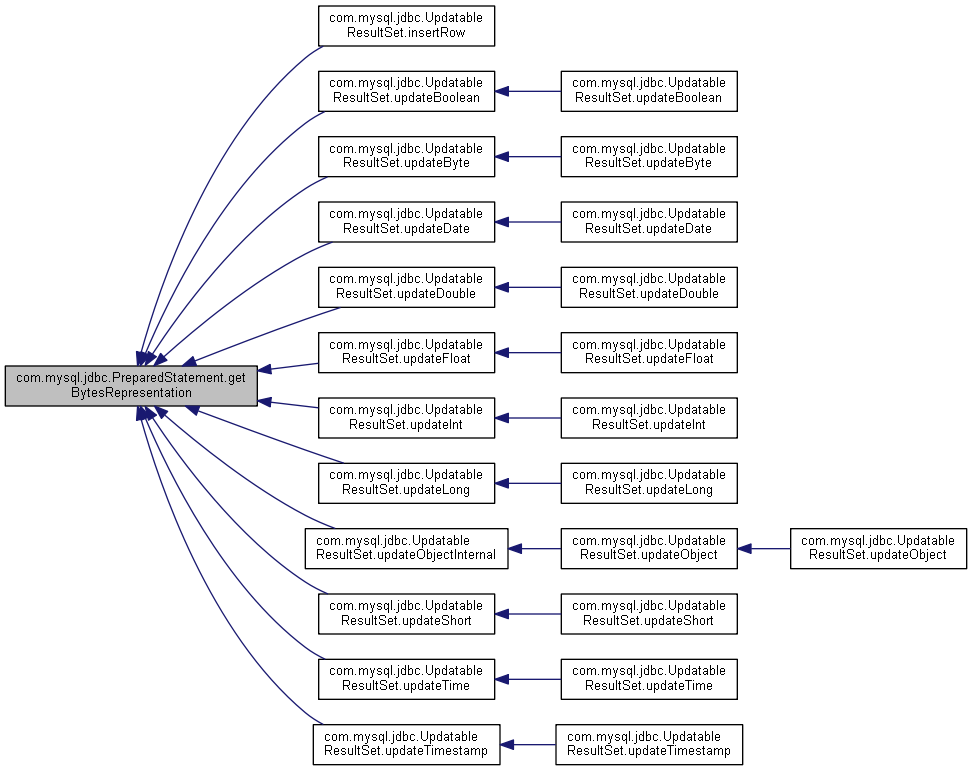 com.mysql.jdbc.Updatable
ResultSet.insertRow
com.mysql.jdbc.Updatable
ResultSet.updateBoolean
com.mysql.jdbc.Updatable
ResultSet.updateBoolean
com.mysql.jdbc.Updatable
ResultSet.updateByte
com.mysql.jdbc.Updatable
ResultSet.updateByte
com.mysql.jdbc.Updatable
ResultSet.updateDate
com.mysql.jdbc.Updatable
ResultSet.updateDate
com.mysql.jdbc.Updatable
ResultSet.updateDouble
com.mysql.jdbc.Updatable
ResultSet.updateDouble
com.mysql.jdbc.Updatable
ResultSet.updateFloat
com.mysql.jdbc.Updatable
ResultSet.updateFloat
com.mysql.jdbc.PreparedStatement.get
BytesRepresentation
com.mysql.jdbc.Updatable
ResultSet.updateInt
com.mysql.jdbc.Updatable
ResultSet.updateInt
com.mysql.jdbc.Updatable
ResultSet.updateLong
com.mysql.jdbc.Updatable
ResultSet.updateLong
com.mysql.jdbc.Updatable
ResultSet.updateObjectInternal
com.mysql.jdbc.Updatable
ResultSet.updateObject
com.mysql.jdbc.Updatable
ResultSet.updateObject
com.mysql.jdbc.Updatable
ResultSet.updateShort
com.mysql.jdbc.Updatable
ResultSet.updateShort
com.mysql.jdbc.Updatable
ResultSet.updateTime
com.mysql.jdbc.Updatable
ResultSet.updateTime
com.mysql.jdbc.Updatable
ResultSet.updateTimestamp
com.mysql.jdbc.Updatable
ResultSet.updateTimestamp